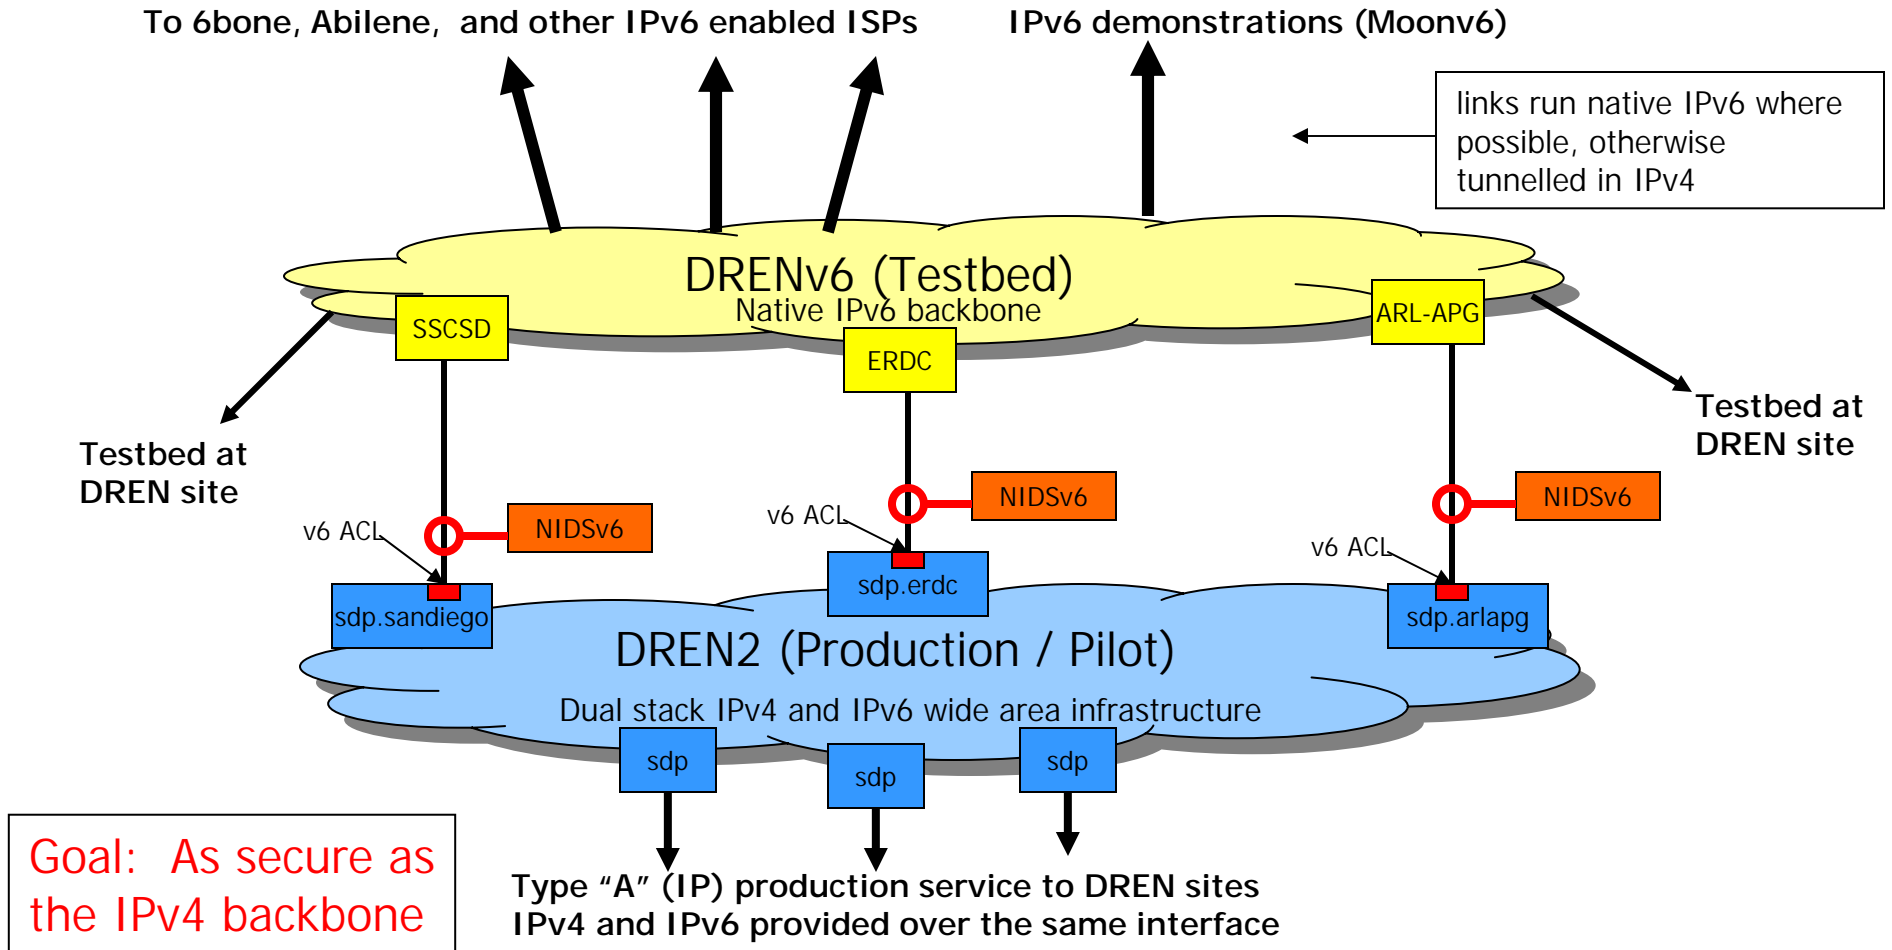 To 6bone, Abilene, and other IPv6 enabled ISPs
IPv6 demonstrations (Moonv6)
links run native IPv6 where
possible, otherwise
tunnelled in IPv4
DRENv6 (Testbed)
Native IPv6 backbone
SSCSD
ERDC
ARL-APG
Testbed at
DREN site
Testbed at
DREN site
v6 ACL
NIDSv6
v6 ACL
NIDSv6
v6 ACL
NIDSv6
sdp.sandiego
sdp.erdc
sdp.arlapg
DREN2 (Production / Pilot)
Dual stack IPv4 and IPv6 wide area infrastructure
sdp
sdp
sdp
Goal: As secure as
the IPv4 backbone
Type “A” (IP) production service to DREN sites
IPv4 and IPv6 provided over the same interface